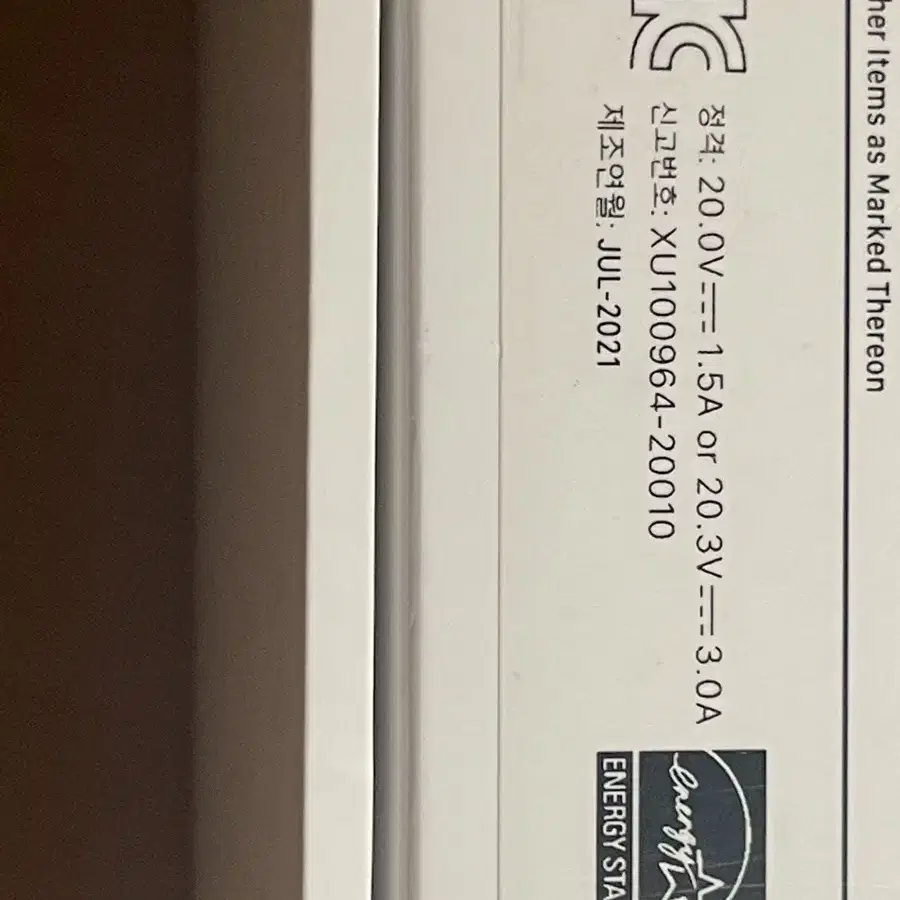 her Items as Marked Thereon
정격: 20.0V⎓1.5A or 20.3V⎓3.0A
신고번호: XU100964-20010
제조연월: JUL-2021
energy
ENERGY STA